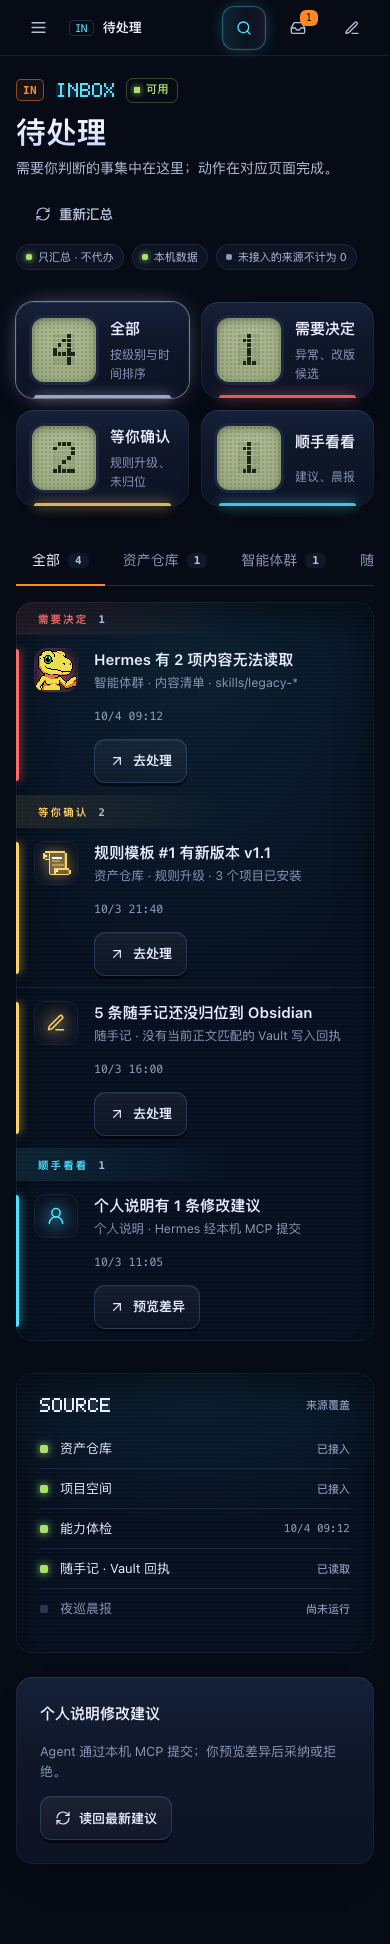 IN 待处理
1
IN INBOX 可用
待处理
需要你判断的事集中在这里；动作在对应页面完成。
重新汇总
只汇总 · 不代办 本机数据 未接入的来源不计为 0
4 全部
按级别与时
间排序
1 需要决定
异常、改版
候选
2 等你确认
规则升级、
未归位
1 顺手看看
建议、晨报
全部 4 资产仓库 1 智能体群 1 随
需要决定 1
Hermes 有 2 项内容无法读取
智能体群 · 内容清单 · skills/legacy-*
10/4 09:12
去处理
等你确认 2
规则模板 #1 有新版本 v1.1
资产仓库 · 规则升级 · 3 个项目已安装
10/3 21:40
去处理
5 条随手记还没归位到 Obsidian
随手记 · 没有当前正文匹配的 Vault 写入回执
10/3 16:00
去处理
顺手看看 1
个人说明有 1 条修改建议
个人说明 · Hermes 经本机 MCP 提交
10/3 11:05
预览差异
SOURCE 来源覆盖
资产仓库 已接入
项目空间 已接入
能力体检 10/4 09:12
随手记 · Vault 回执 已读取
夜巡晨报 尚未运行
个人说明修改建议
Agent 通过本机 MCP 提交；你预览差异后采纳或拒
绝。
读回最新建议